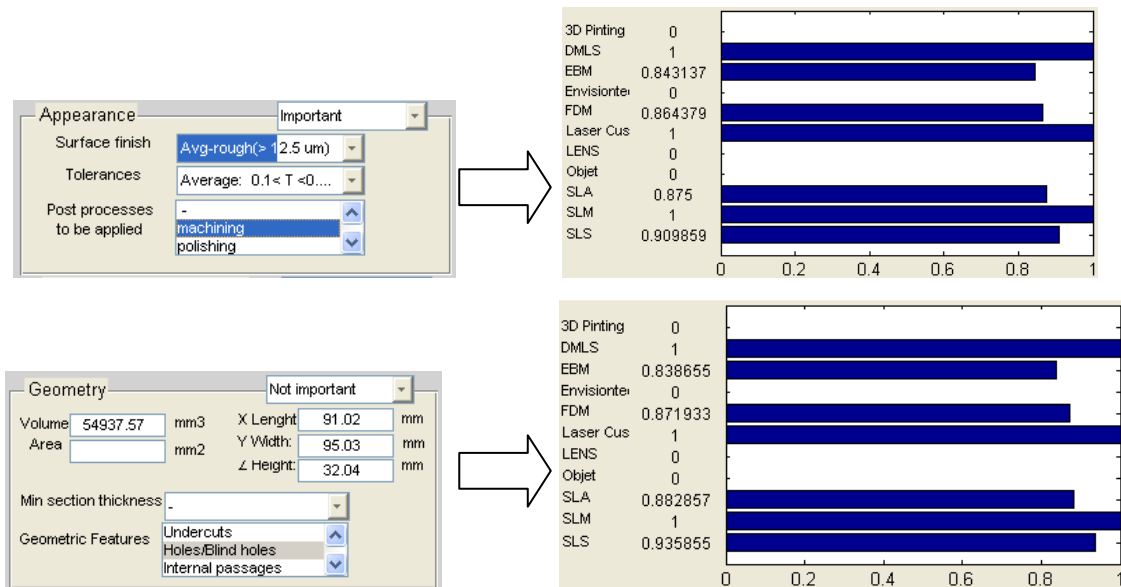 Appearance
Important
Surface finish
Avg-rough(> 12.5 um)
Tolerances
Average: 0.1< T <0....
Post processes
to be applied
-
machining
polishing
3D Pinting 0
DMLS 1
EBM 0.843137
Envisionte 0
FDM 0.864379
Laser Cus 1
LENS 0
Objet 0
SLA 0.875
SLM 1
SLS 0.909859
0 0.2 0.4 0.6 0.8 1
Geometry
Not important
Volume 54937.57 mm3
Area mm2
X Lenght 91.02 mm
Y Width: 95.03 mm
Height: 32.04 mm
Min section thickness -
Geometric Features
Undercuts
Holes/Blind holes
Internal passages
3D Pinting 0
DMLS 1
EBM 0.838655
Envisionte 0
FDM 0.871933
Laser Cus 1
LENS 0
Objet 0
SLA 0.882857
SLM 1
SLS 0.935855
0 0.2 0.4 0.6 0.8 1